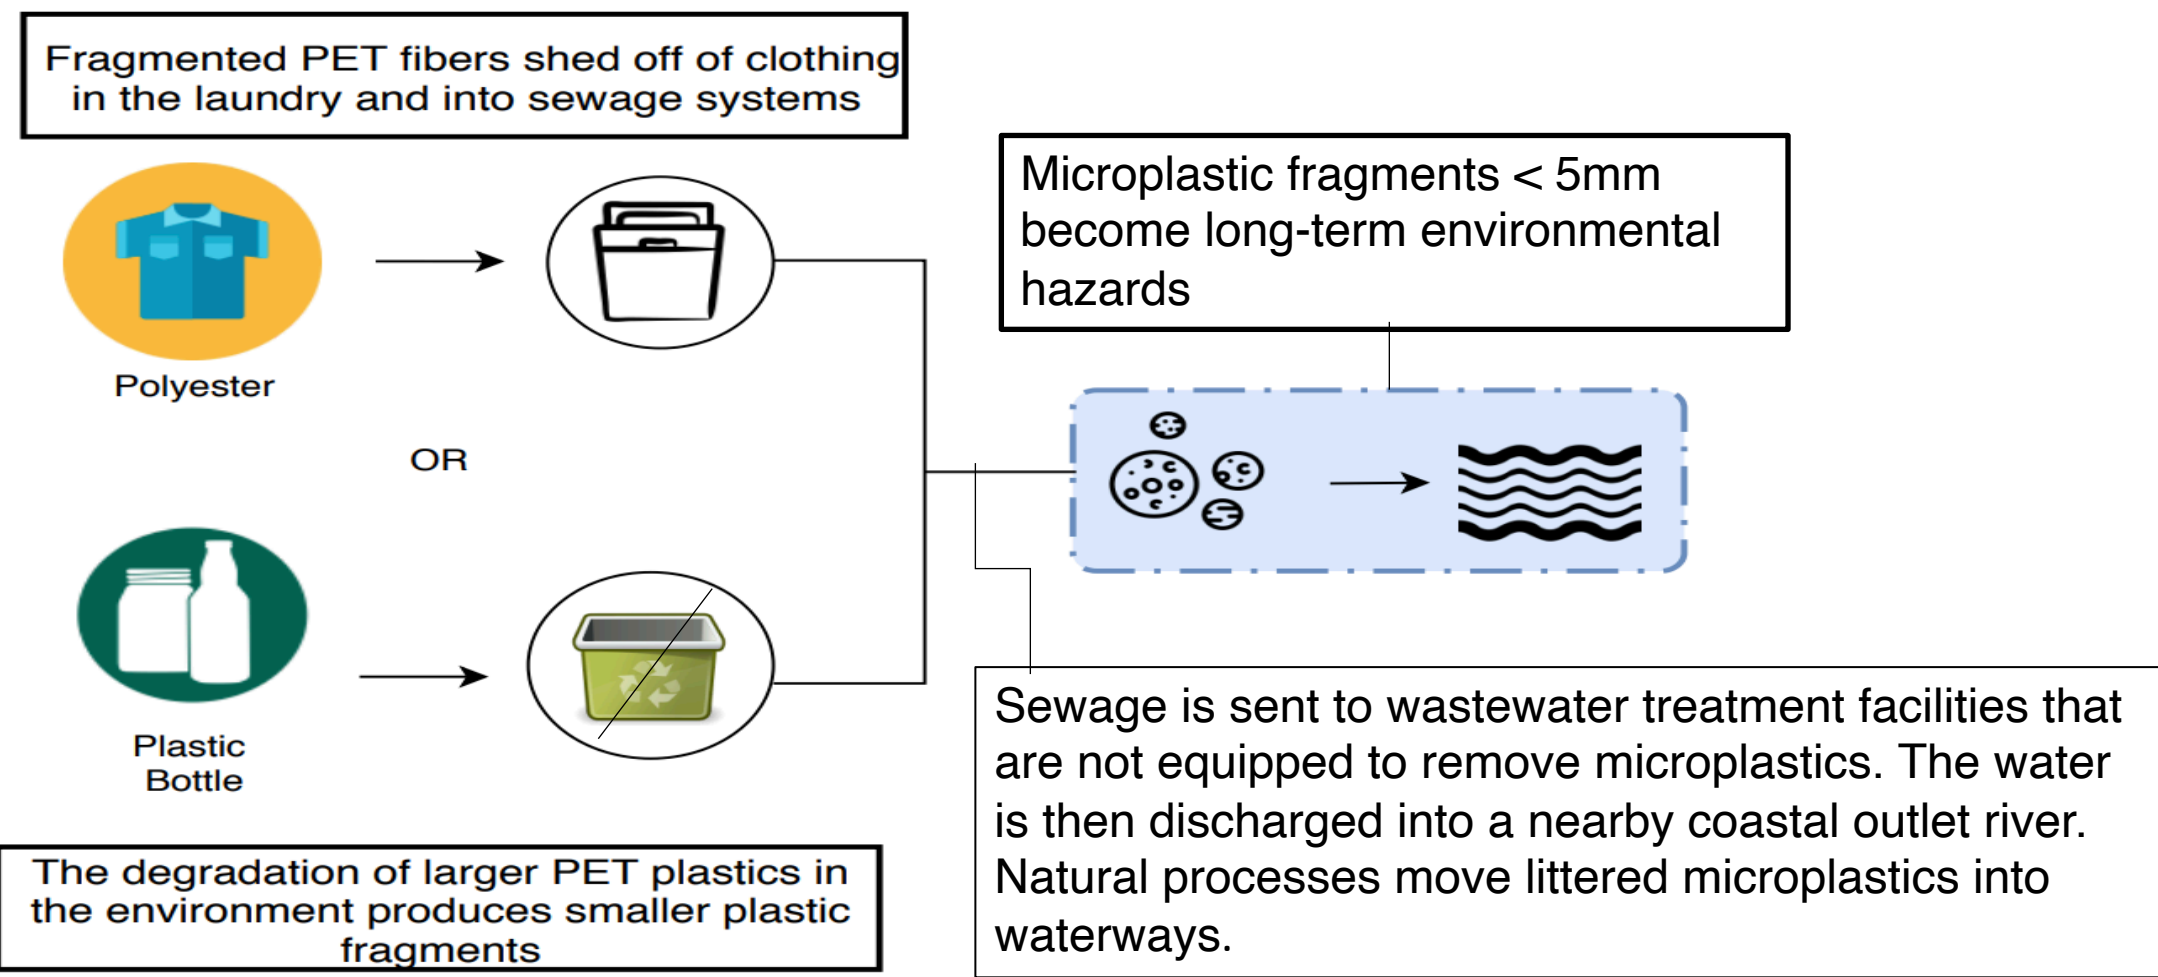 Fragmented PET fibers shed off of clothing
in the laundry and into sewage systems
Polyester
OR
Plastic
Bottle
The degradation of larger PET plastics in
the environment produces smaller plastic
fragments
Microplastic fragments < 5mm
become long-term environmental
hazards
Sewage is sent to wastewater treatment facilities that
are not equipped to remove microplastics. The water
is then discharged into a nearby coastal outlet river.
Natural processes move littered microplastics into
waterways.